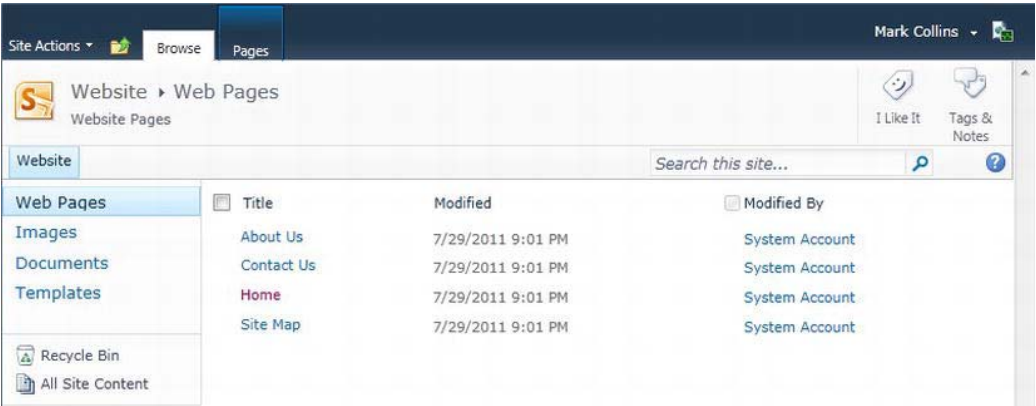 Mark Collins
Site Actions Browse Pages
Website Web Pages
Website Pages
I Like It Tags &
Notes
Website Search this site...
Web Pages Title Modified Modified By
Images About Us 7/29/2011 9:01 PM System Account
Documents Contact Us 7/29/2011 9:01 PM System Account
Templates Home 7/29/2011 9:01 PM System Account
Site Map 7/29/2011 9:01 PM System Account
Recycle Bin
All Site Content